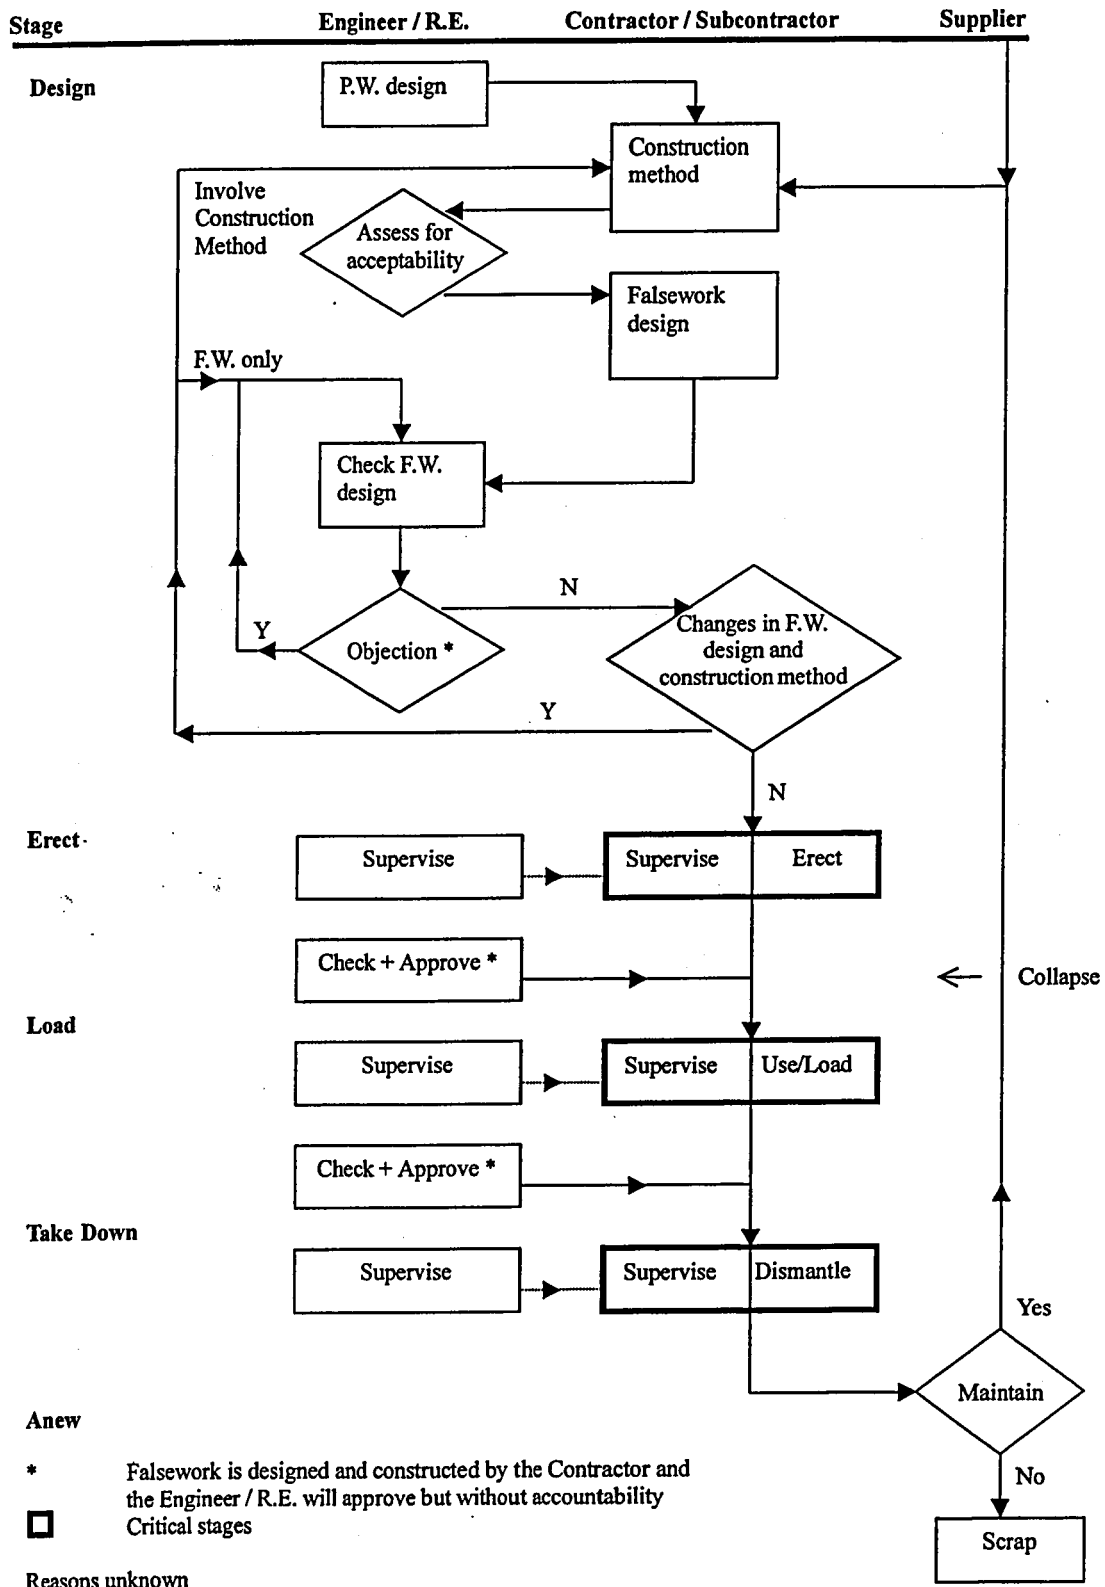 Stage Engineer / R.E. Contractor / Subcontractor Supplier
Design
P.W. design
Construction
method
Involve
Construction
Method
Assess for
acceptability
Falsework
design
F.W. only
Check F.W.
design
N
Y
Objection *
Changes in F.W.
design and
construction method
Y
N
Erect
Supervise
Supervise Erect
Check + Approve *
Collapse
Load
Supervise
Supervise Use/Load
Check + Approve *
Take Down
Supervise
Supervise Dismantle
Yes
Maintain
Anew
* Falsework is designed and constructed by the Contractor and
the Engineer / R.E. will approve but without accountability
Critical stages
No
Scrap
Reasons unknown